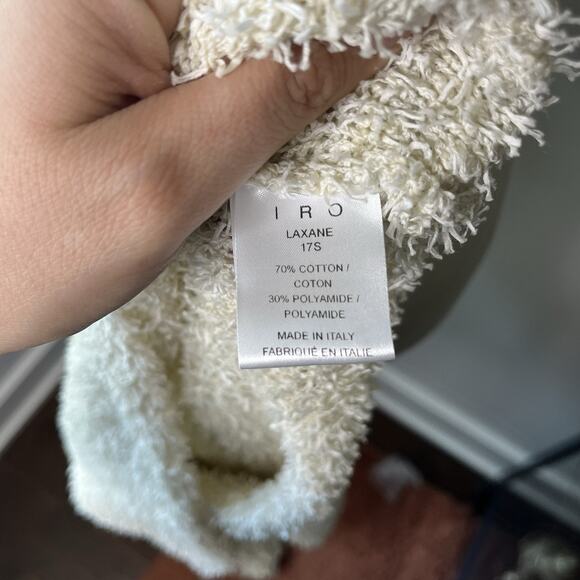 IRO
LAXANE
17S
70% COTTON /
COTON
30% POLYAMIDE /
POLYAMIDE
MADE IN ITALY
FABRIQUÉ EN ITALIE